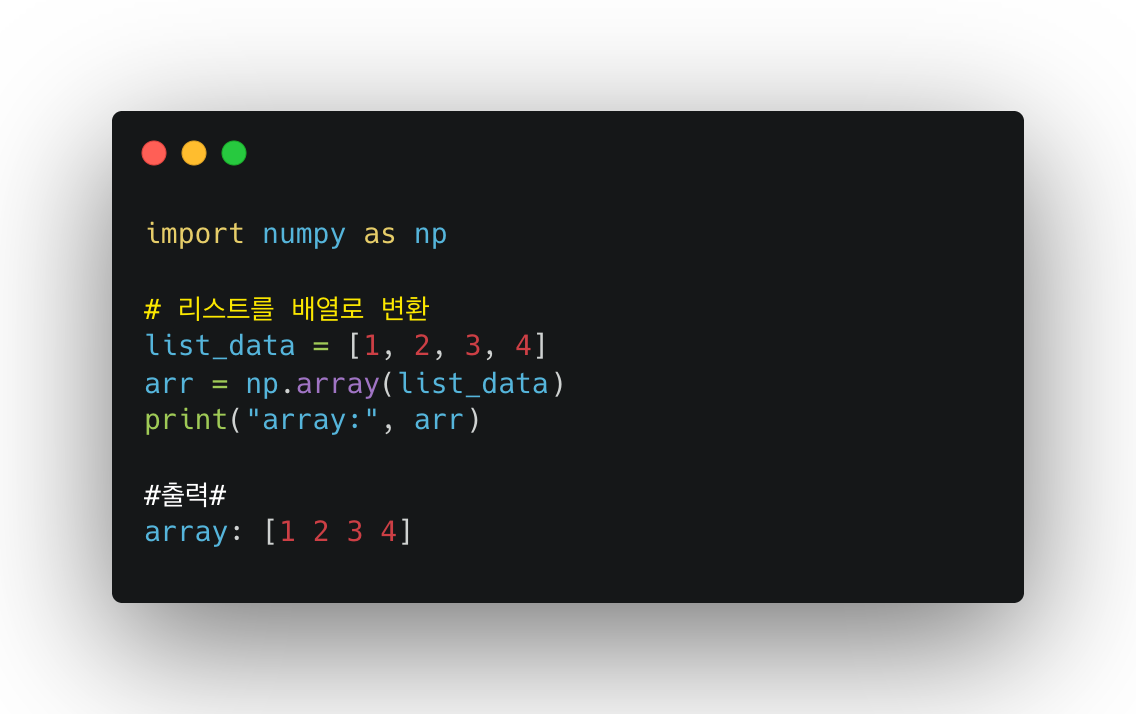 import numpy as np
# 리스트를 배열로 변환
list_data = [1, 2, 3, 4]
arr = np.array(list_data)
print("array:", arr)
#출력#
array: [1 2 3 4]